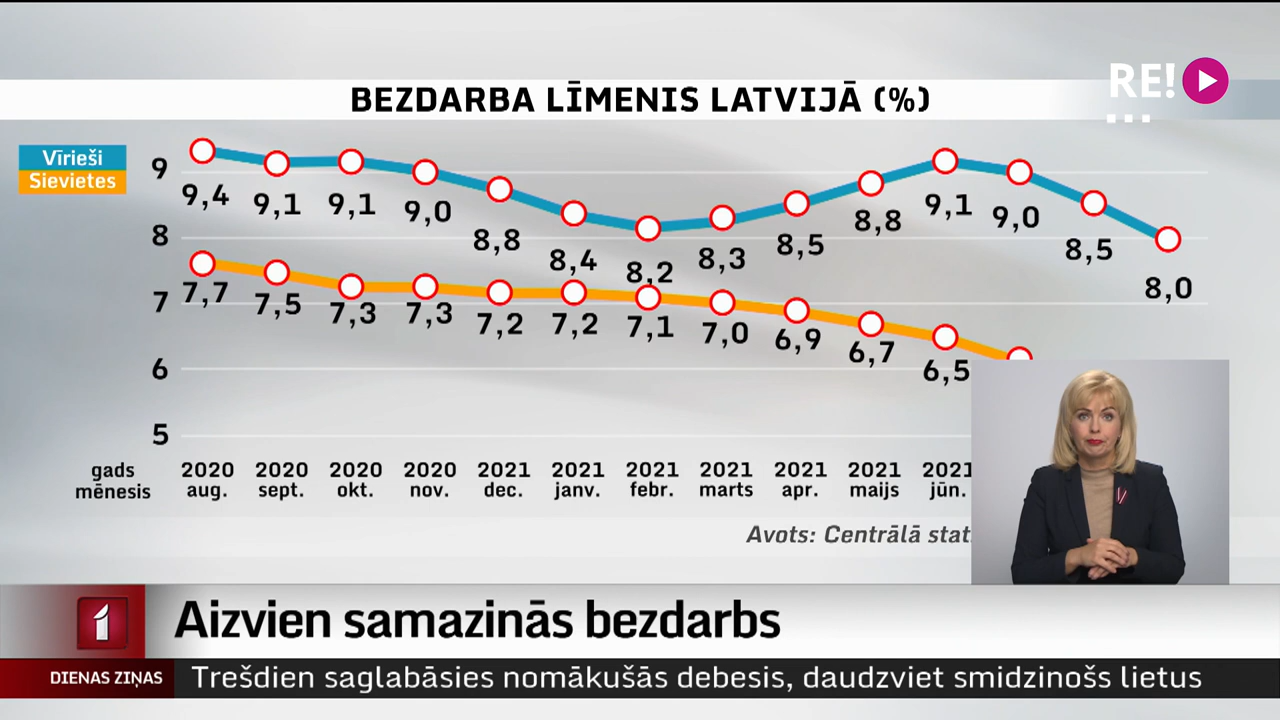 RE!
BEZDARBA LĪMENIS LATVIJĀ (%)
Vīrieši
Sievietes
9
8
7
6
5
9,4 9,1 9,1 9,0 8,8 8,4 8,2 8,3 8,5 8,8 9,1 9,0 8,5 8,0
7,7 7,5 7,3 7,3 7,2 7,2 7,1 7,0 6,9 6,7 6,5
gads 2020 2020 2020 2020 2021 2021 2021 2021 2021 2021 2021
mēnesis aug. sept. okt. nov. dec. janv. febr. marts apr. maijs jūn.
Avots: Centrālā stat
1
Aizvien samazinās bezdarbs
DIENAS ZIŅAS
Trešdien saglabāsies nomākušās debesis, daudzviet smidzinošs lietus